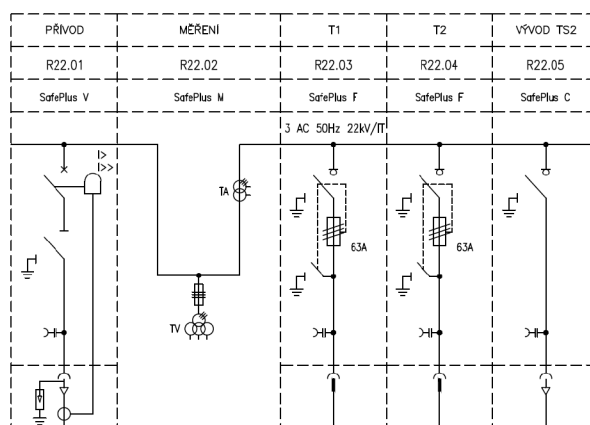 PŘÍVOD MĚŘENÍ T1 T2 VÝVOD TS2
R22.01 R22.02 R22.03 R22.04 R22.05
SafePlus V SafePlus M SafePlus F SafePlus F SafePlus C
3 AC 50Hz 22kV/IT
I>
I>>
TA
63A 63A
TV